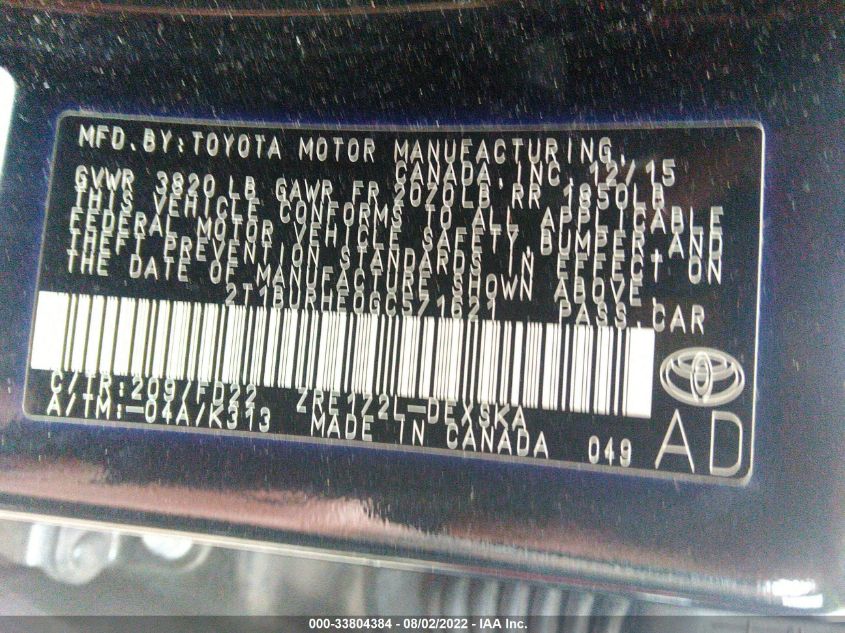 MFD.BY:TOYOTA MOTOR MANUFACTURING,
CANADA,INC.12/15
GVWR 3820 LB GAWR FR 2020LB RR 1850LB
THIS VEHICLE CONFORMS TO ALL APPLICABLE
FEDERAL MOTOR VEHICLE SAFETY,BUMPER,AND
THEFT PREVENTION STANDARDS IN EFFECT ON
THE DATE OF MANUFACTURE SHOWN ABOVE.
2T1BURHE0GC571621 PASS.CAR
C/TR:209/FD22 ZRE172L-DEXSKA
A/TM:-04A/K313 MADE IN CANADA 049
AD
000-33804384 - 08/02/2022 - IAA Inc.